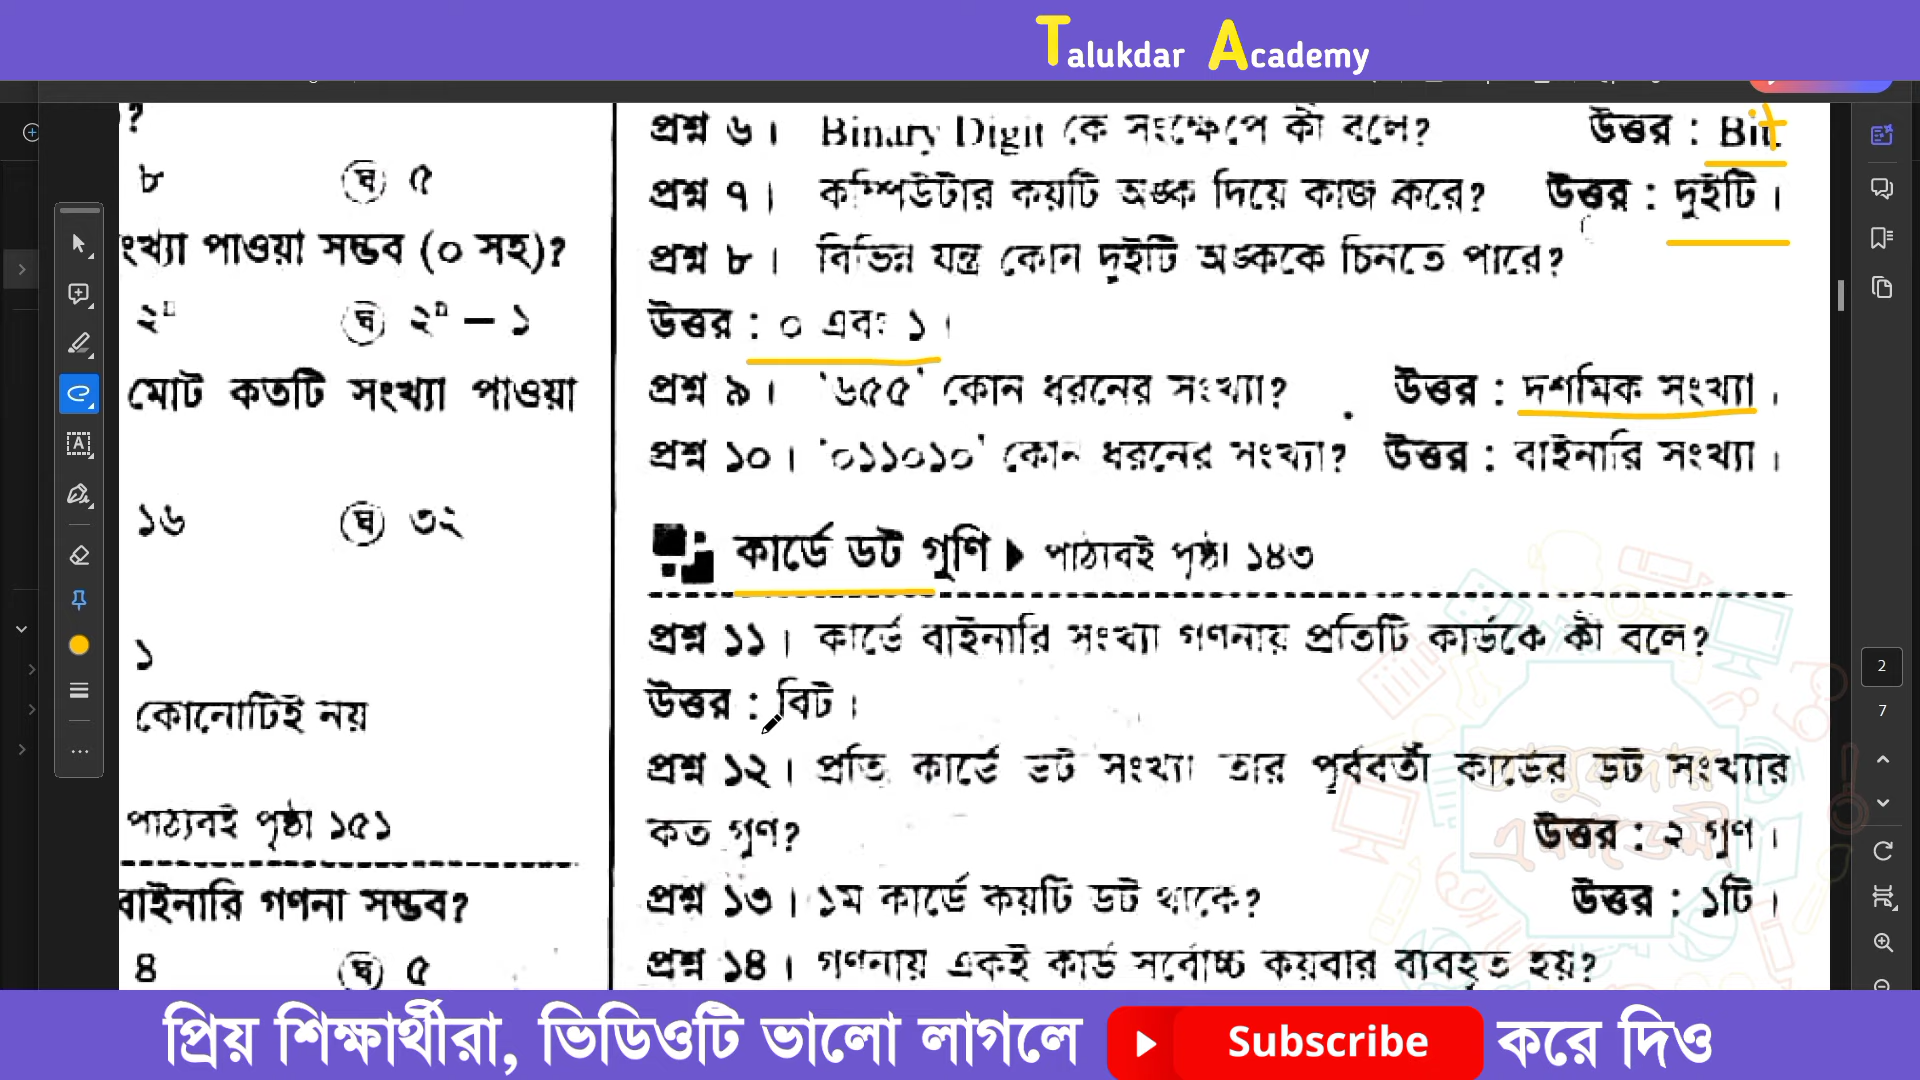 Talukdar Academy
?
৮ ঘ ৫
ংখ্যা পাওয়া সম্ভব (০ সহ)?
২ⁿ ঘ ২ⁿ – ১
মোট কতটি সংখ্যা পাওয়া
১৬ ঘ ৩২
১
কোনোটিই নয়
পাঠ্যবই পৃষ্ঠা ১৫১
বাইনারি গণনা সম্ভব?
৪ ঘ ৫
প্রশ্ন ৬। Binary Digit কে সংক্ষেপে কী বলে? উত্তর : Bit
প্রশ্ন ৭। কম্পিউটার কয়টি অঙ্ক দিয়ে কাজ করে? উত্তর : দুইটি।
প্রশ্ন ৮। বিভিন্ন যন্ত্র কোন দুইটি অঙ্ককে চিনতে পারে?
উত্তর : ০ এবং ১।
প্রশ্ন ৯। '৬৫৫' কোন ধরনের সংখ্যা? উত্তর : দশমিক সংখ্যা।
প্রশ্ন ১০। '০১১০১০' কোন ধরনের সংখ্যা? উত্তর : বাইনারি সংখ্যা।
কার্ডে ডট গুণি পাঠ্যবই পৃষ্ঠা ১৪৩
প্রশ্ন ১১। কার্ডে বাইনারি সংখ্যা গণনায় প্রতিটি কার্ডকে কী বলে?
উত্তর : বিট।
প্রশ্ন ১২। প্রতি কার্ডে ডট সংখ্যা তার পূর্ববর্তী কার্ডের ডট সংখ্যার
কত গুণ? উত্তর : ২ গুণ।
প্রশ্ন ১৩। ১ম কার্ডে কয়টি ডট থাকে? উত্তর : ১টি।
প্রশ্ন ১৪। গণনায় একই কার্ড সর্বোচ্চ কয়বার ব্যবহৃত হয়?
তালুকদার
একাডেমী
2
7
প্রিয় শিক্ষার্থীরা, ভিডিওটি ভালো লাগলে Subscribe করে দিও